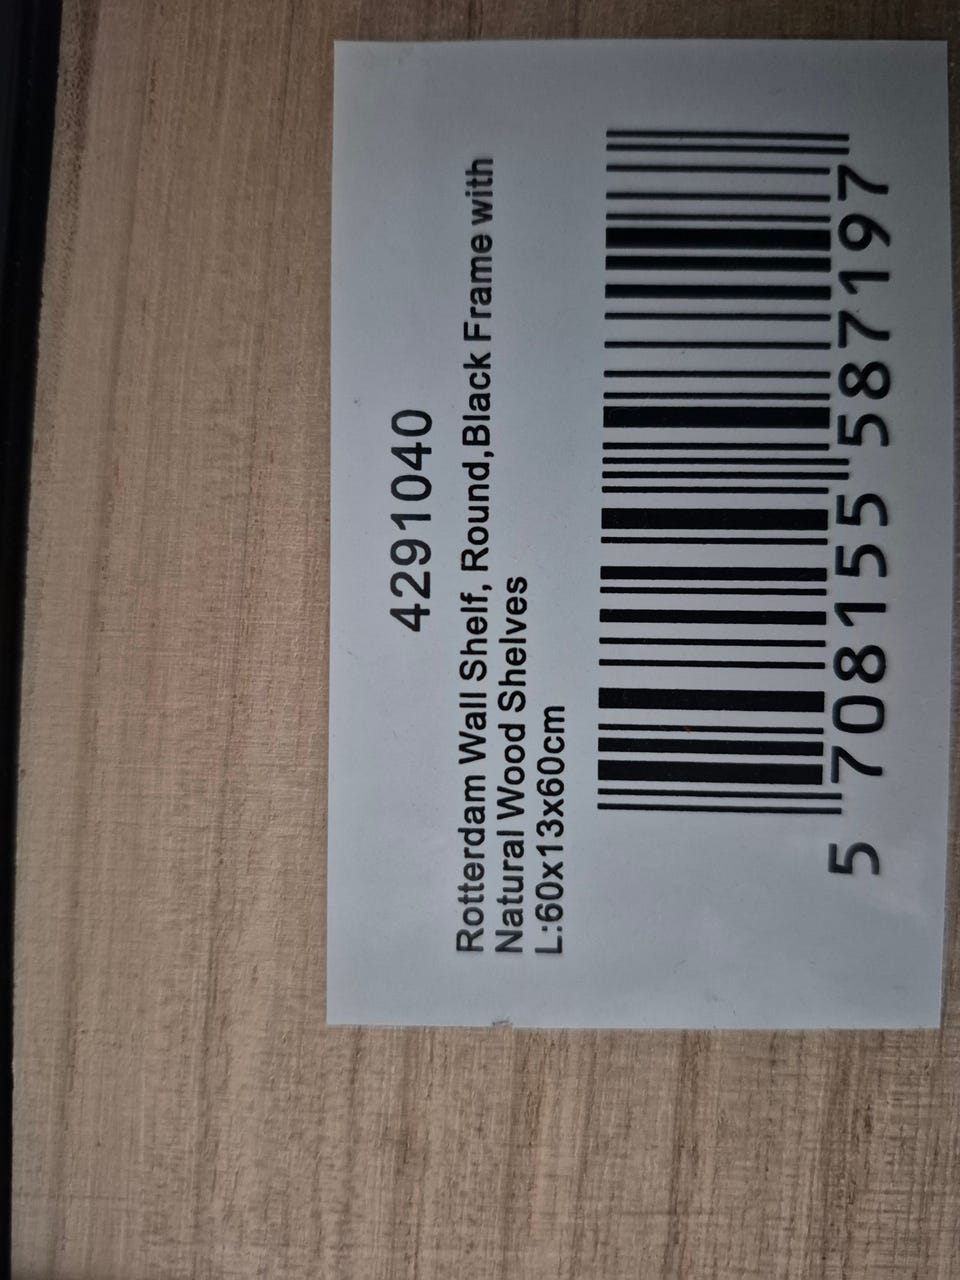 4291040
Rotterdam Wall Shelf, Round,Black Frame with
Natural Wood Shelves
L:60x13x60cm
5 708155 587197